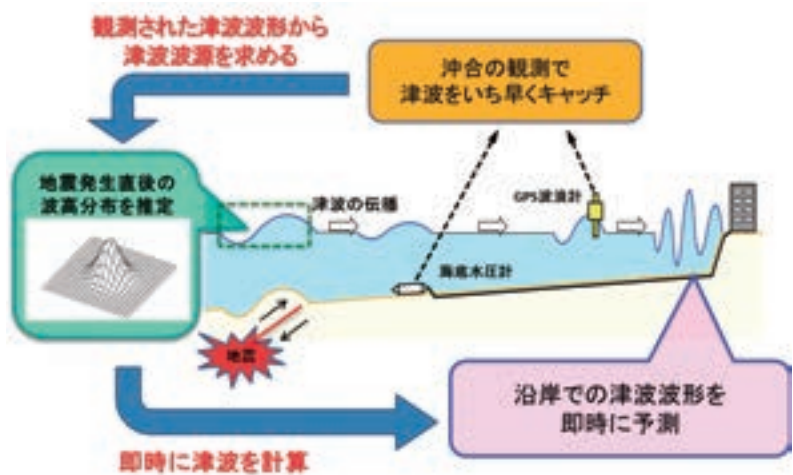 観測された津波波形から
津波波源を求める
沖合の観測で
津波をいち早くキャッチ
地震発生直後の
波高分布を推定
津波の伝播
GPS波浪計
海底水圧計
地震
沿岸での津波波形を
即時に予測
即時に津波を計算